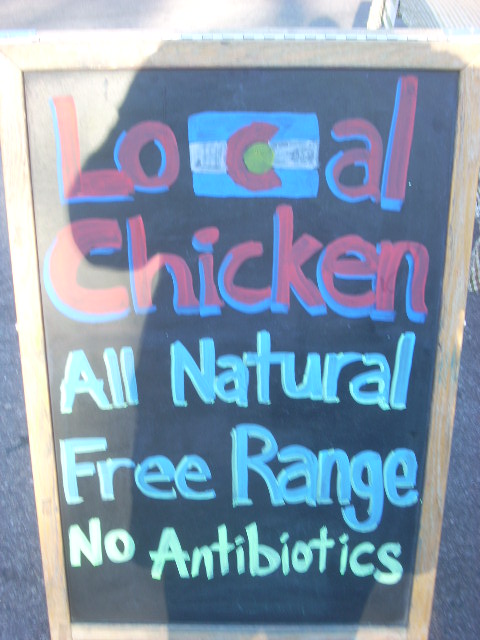 Local
Chicken
All Natural
Free Range
No Antibiotics